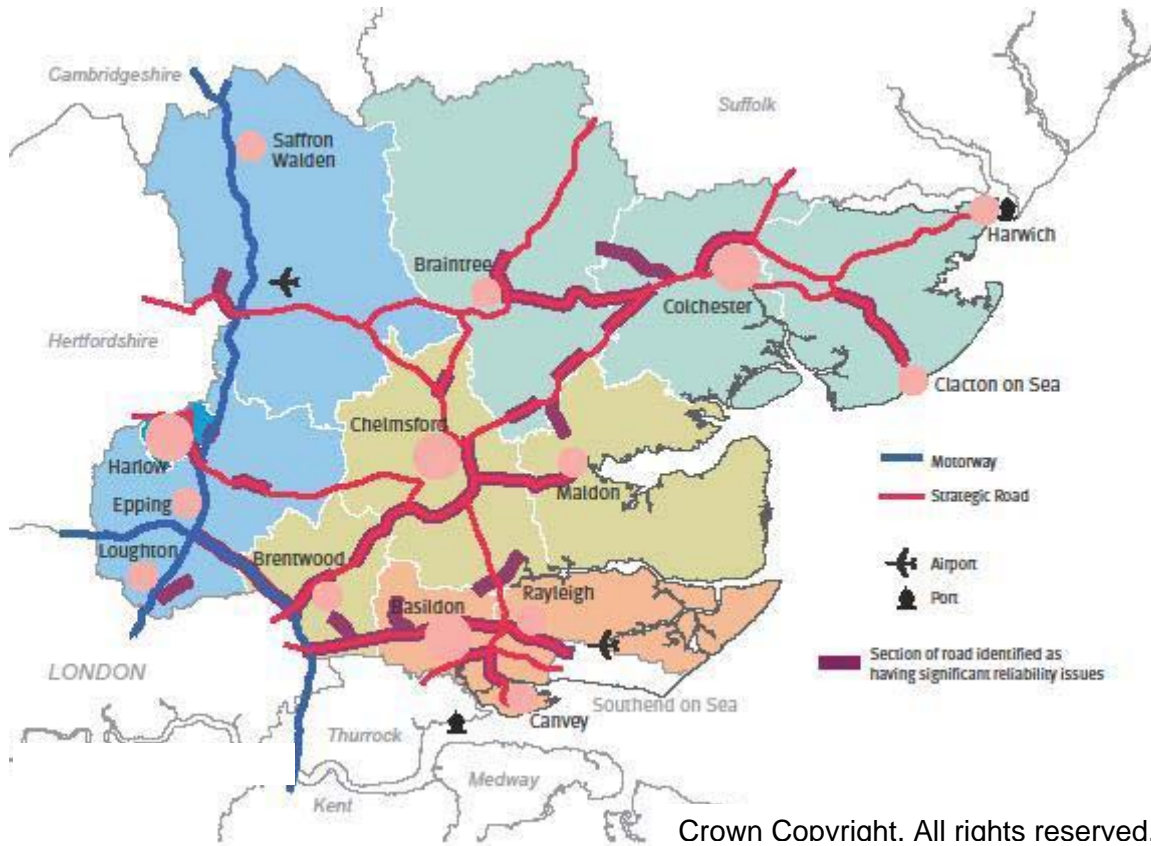 Cambridgeshire
Suffolk
Saffron
Walden
Harwich
Braintree
Colchester
Hertfordshire
Clacton on Sea
Chelmsford
Harlow
Maldon
Motorway
Epping
Strategic Road
Loughton
Brentwood
Airport
Rayleigh
Port
Basildon
Section of road identified as
having significant reliability issues
LONDON
Southend on Sea
Canvey
Thurrock
Medway
Kent
Crown Copyright. All rights reserved.